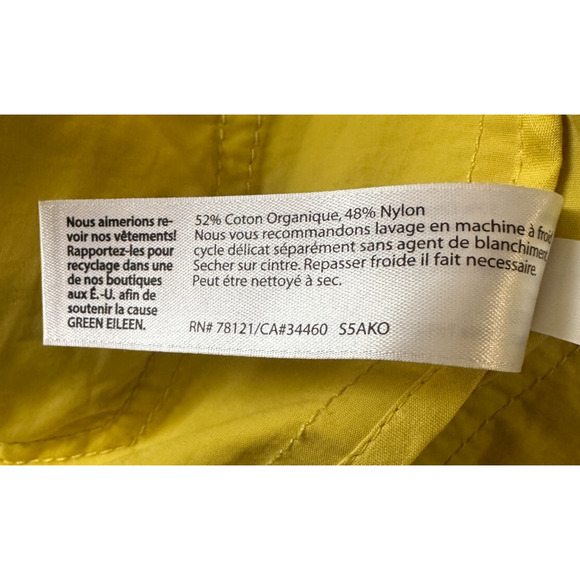 Nous aimerions re-
voir nos vêtements!
Rapportez-les pour
recyclage dans une
de nos boutiques
aux É.-U. afin de
soutenir la cause
GREEN EILEEN.
52% Coton Organique, 48% Nylon
Nous vous recommandons lavage en machine à froid
cycle délicat séparément sans agent de blanchiment.
Secher sur cintre. Repasser froide il fait necessaire.
Peut étre nettoyé à sec.
RN# 78121/CA#34460 S5AKO